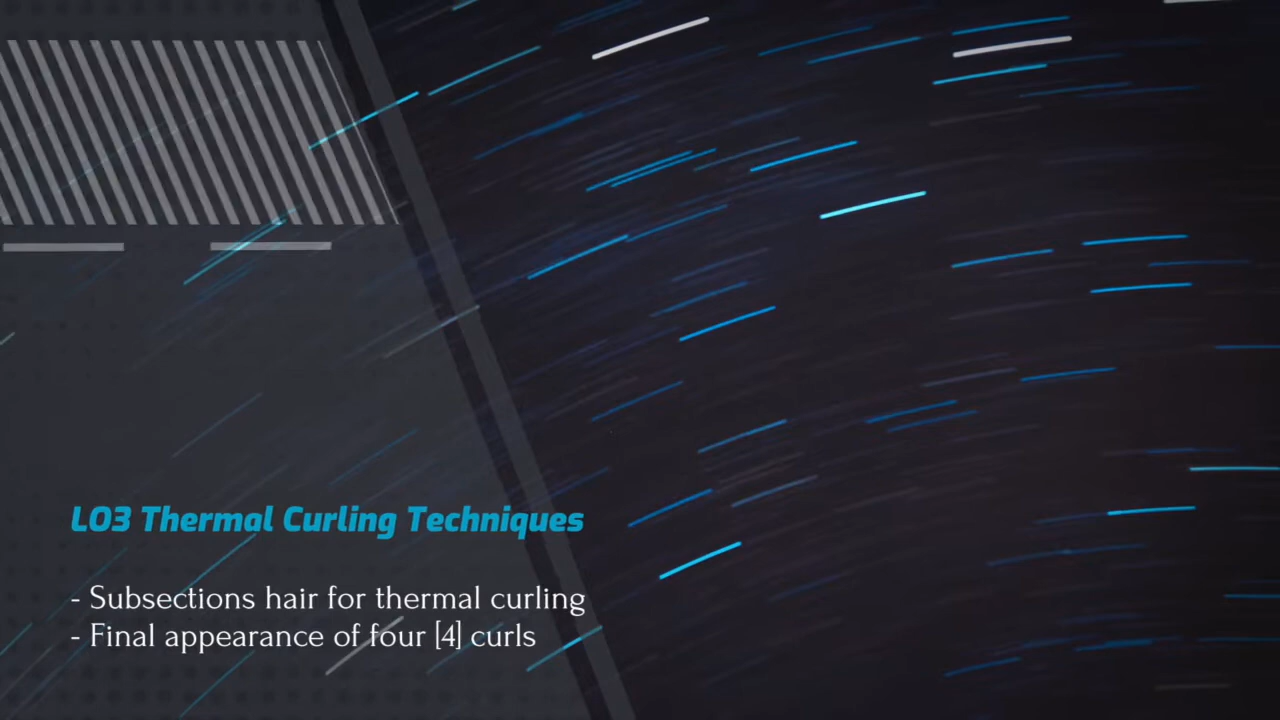 LO3 Thermal Curling Techniques
- Subsections hair for thermal curling
- Final appearance of four [4] curls